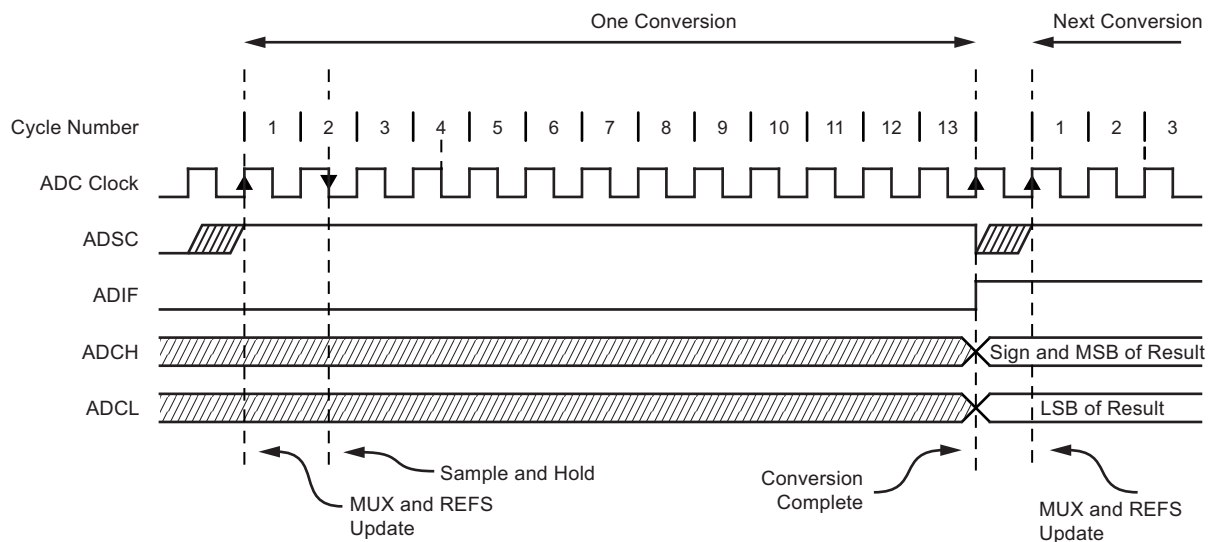 One Conversion
Next Conversion
Cycle Number
1 2 3 4 5 6 7 8 9 10 11 12 13 1 2 3
ADC Clock
ADSC
ADIF
ADCH
Sign and MSB of Result
ADCL
LSB of Result
Sample and Hold
MUX and REFS
Update
Conversion
Complete
MUX and REFS
Update